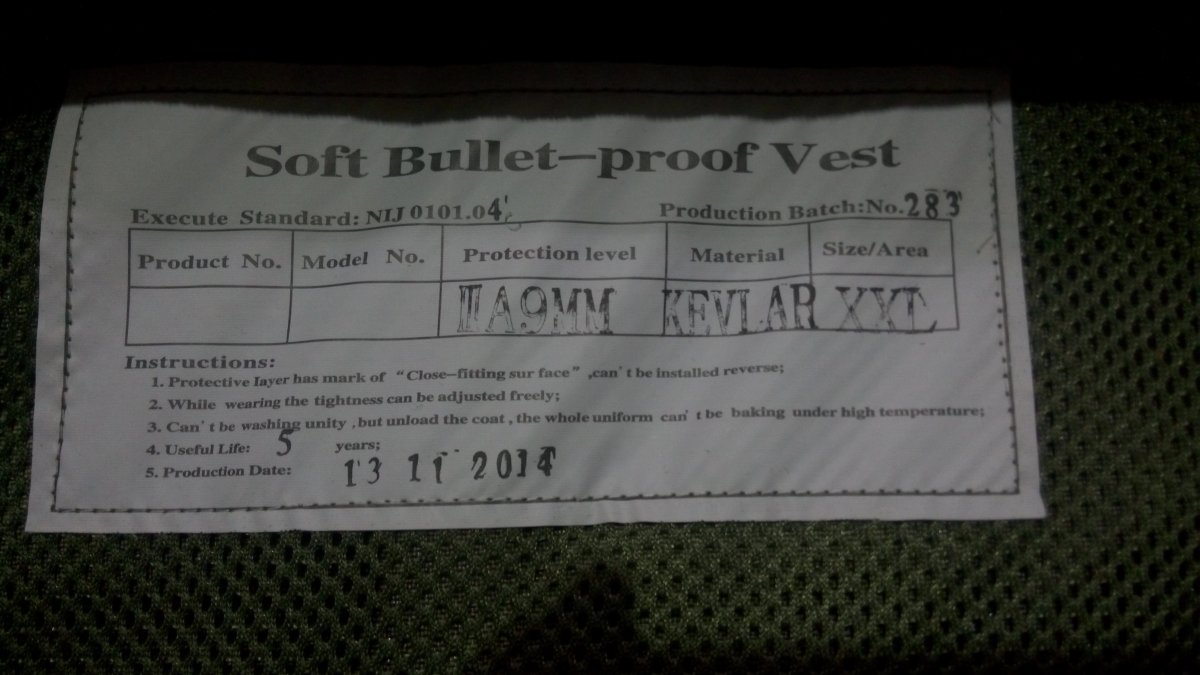 Soft Bullet-proof Vest
Execute Standard: NIJ 0101.04 Production Batch:No.283
Product No. Model No. Protection level Material Size/Area
IIIA9MM KEVLAR XXL
Instructions:
1. Protective layer has mark of “Close-fitting sur face” ,can't be installed reverse;
2. While wearing the tightness can be adjusted freely;
3. Can't be washing unity ,but unload the coat , the whole uniform can't be baking under high temperature;
4. Useful Life: 5 years;
5. Production Date: 13 11 2014